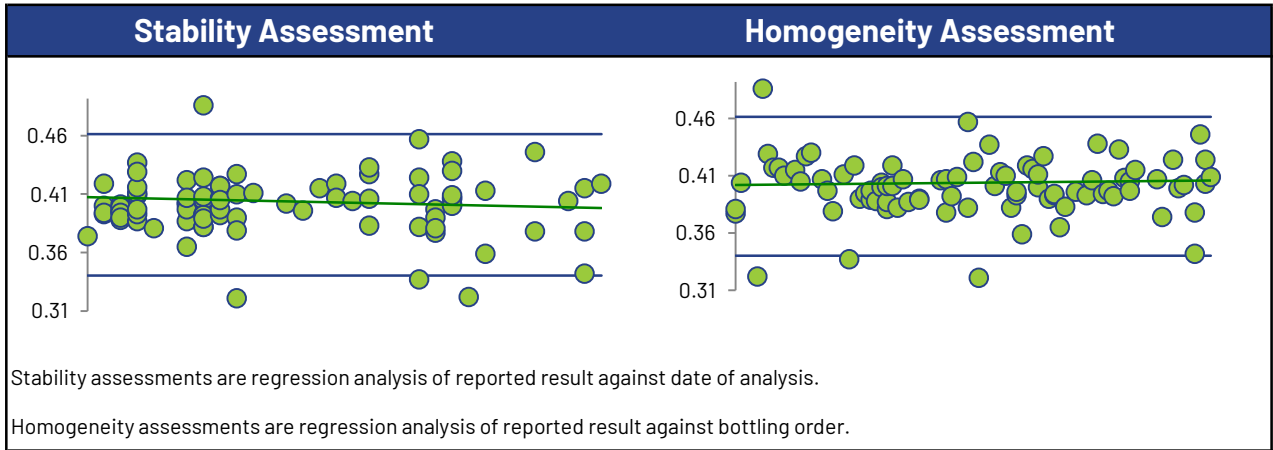 Stability Assessment
Homogeneity Assessment
0.46
0.41
0.36
0.31
0.46
0.41
0.36
0.31
Stability assessments are regression analysis of reported result against date of analysis.
Homogeneity assessments are regression analysis of reported result against bottling order.